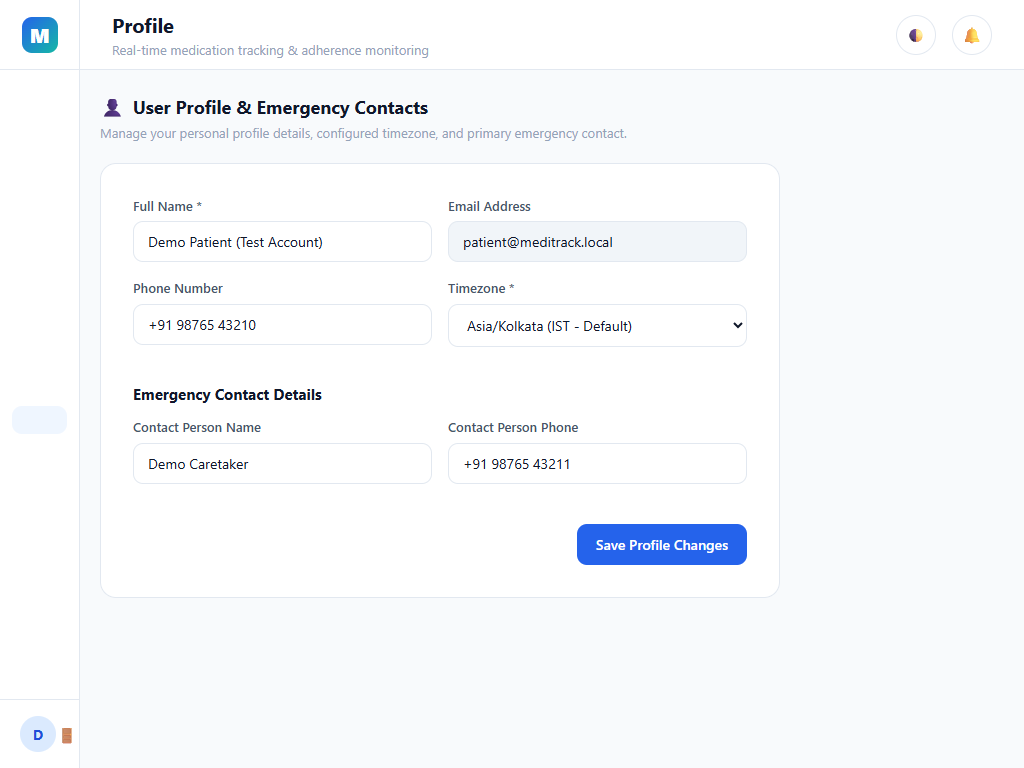 M
Profile
Real-time medication tracking & adherence monitoring
User Profile & Emergency Contacts
Manage your personal profile details, configured timezone, and primary emergency contact.
Full Name *
Email Address
Demo Patient (Test Account)
patient@meditrack.local
Phone Number
Timezone *
+91 98765 43210
Asia/Kolkata (IST - Default)
Emergency Contact Details
Contact Person Name
Contact Person Phone
Demo Caretaker
+91 98765 43211
Save Profile Changes
D